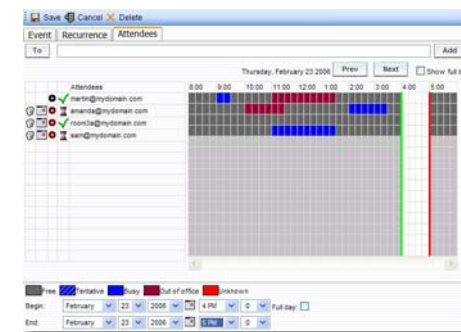 Save Cancel Delete
Event Recurrence Attendees
To Add
Thursday, February 23 2006 Prev Next Show full d
Attendees 8:00 9:00 10:00 11:00 12:00 1:00 2:00 3:00 4:00 5:00
martin@mydomain.com
amanda@mydomain.com
room3a@mydomain.com
sam@mydomain.com
Free Tentative Busy Out of office Unknown
Begin: February 23 2006 4 PM 0 Full day:
End: February 23 2006 5 PM 0